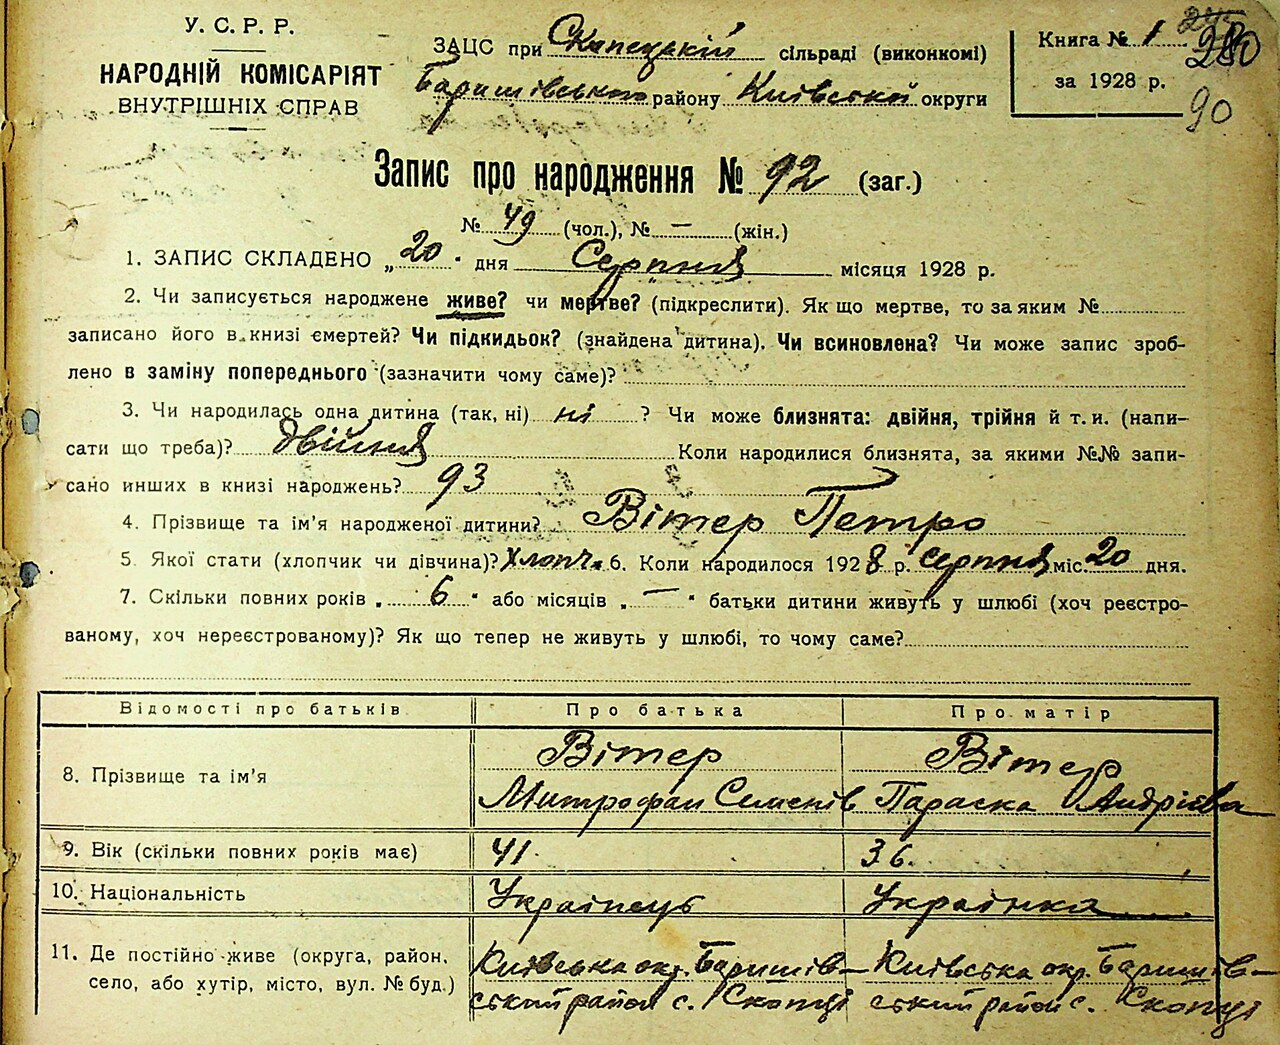 У. С. Р. Р.
НАРОДНІЙ КОМІСАРІЯТ
ВНУТРІШНІХ СПРАВ
ЗАЦС при Скопецькій сільраді (виконкомі)
Баришівського району Київської округи
Книга № 1
за 1928 р.
280
90
Запис про народження № 92 (заг.)
№ 49 (чол.), № — (жін.)
1. ЗАПИС СКЛАДЕНО „20" дня Серпня місяця 1928 р.
2. Чи записується народжене живе? чи мертве? (підкреслити). Як що мертве, то за яким №
записано його в книзі смертей? Чи підкидьок? (знайдена дитина). Чи всиновлена? Чи може запис зроб-
лено в заміну попереднього (зазначити чому саме)?
3. Чи народилась одна дитина (так, ні) ні ? Чи може близнята: двійня, трійня й т. и. (напи-
сати що треба)? двійня Коли народилися близнята, за якими №№ запи-
сано инших в книзі народжень? 93
4. Прізвище та ім'я народженої дитини? Вітер Петро
5. Якої стати (хлопчик чи дівчина)? хлопч. 6. Коли народилося 1928 р. серпня міс. 20 дня.
7. Скільки повних років „ 6 " або місяців „ — " батьки дитини живуть у шлюбі (хоч реєстро-
ваному, хоч нереєстрованому)? Як що тепер не живуть у шлюбі, то чому саме?
Відомості про батьків Про батька Про матір
8. Прізвище та ім'я Вітер Митрофан Семенів Вітер Параска Андрієва
9. Вік (скільки повних років має) 41. 36.
10. Національність Українець Українка
11. Де постійно живе (округа, район, Київська окр. Баришів- Київська окр. Баришів-
село, або хутір, місто, вул. № буд.) ський район с. Скопці ський район с. Скопці